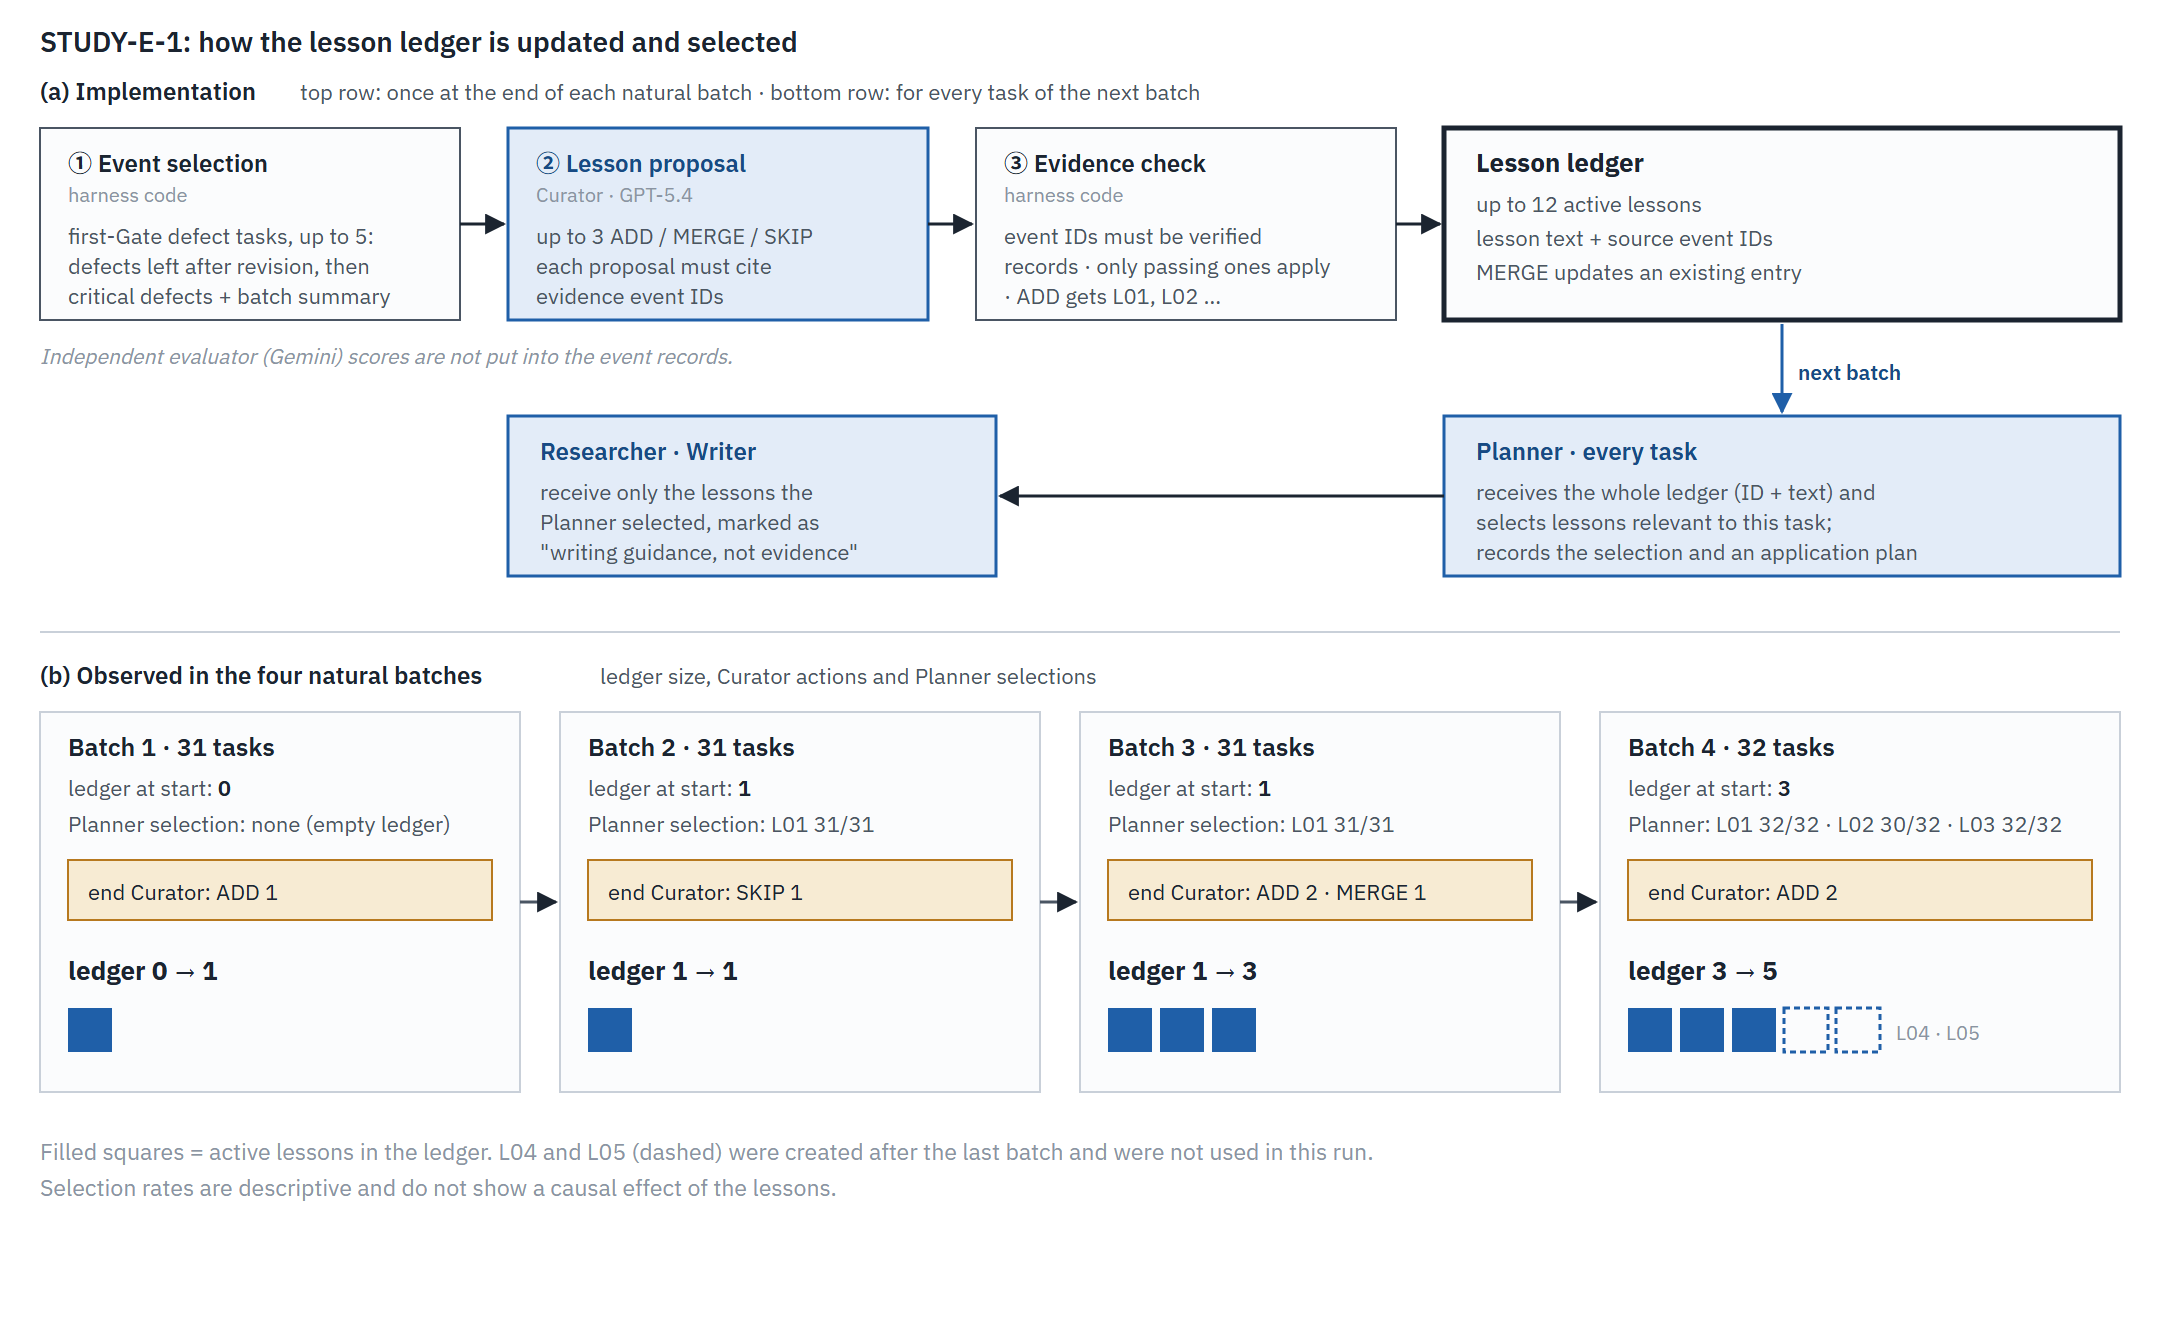 STUDY-E-1: how the lesson ledger is updated and selected
(a) Implementation
top row: once at the end of each natural batch · bottom row: for every task of the next batch
① Event selection
harness code
first-Gate defect tasks, up to 5:
defects left after revision, then
critical defects + batch summary
② Lesson proposal
Curator · GPT-5.4
up to 3 ADD / MERGE / SKIP
each proposal must cite
evidence event IDs
③ Evidence check
harness code
event IDs must be verified
records · only passing ones apply
· ADD gets L01, L02 ...
Lesson ledger
up to 12 active lessons
lesson text + source event IDs
MERGE updates an existing entry
Independent evaluator (Gemini) scores are not put into the event records.
next batch
Researcher · Writer
receive only the lessons the
Planner selected, marked as
"writing guidance, not evidence"
Planner · every task
receives the whole ledger (ID + text) and
selects lessons relevant to this task;
records the selection and an application plan
(b) Observed in the four natural batches
ledger size, Curator actions and Planner selections
Batch 1 · 31 tasks
ledger at start: 0
Planner selection: none (empty ledger)
end Curator: ADD 1
ledger 0 → 1
Batch 2 · 31 tasks
ledger at start: 1
Planner selection: L01 31/31
end Curator: SKIP 1
ledger 1 → 1
Batch 3 · 31 tasks
ledger at start: 1
Planner selection: L01 31/31
end Curator: ADD 2 · MERGE 1
ledger 1 → 3
Batch 4 · 32 tasks
ledger at start: 3
Planner: L01 32/32 · L02 30/32 · L03 32/32
end Curator: ADD 2
ledger 3 → 5
L04 · L05
Filled squares = active lessons in the ledger. L04 and L05 (dashed) were created after the last batch and were not used in this run.
Selection rates are descriptive and do not show a causal effect of the lessons.